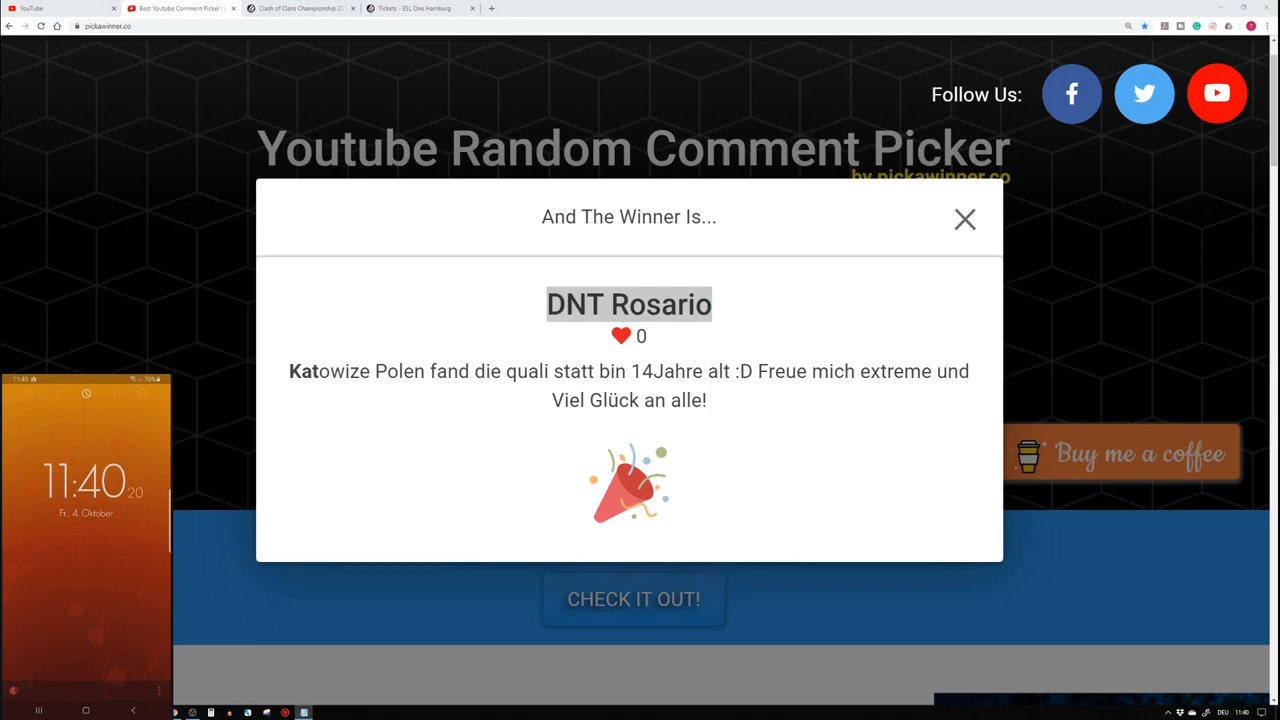 YouTube
Best Youtube Comment Picker |
Clash of Clans Championship 20
Tickets - ESL One Hamburg
pickawinner.co
Follow Us:
Youtube Random Comment Picker
by pickawinner.co
And The Winner Is...
DNT Rosario
0
Katowize Polen fand die quali statt bin 14Jahre alt :D Freue mich extreme und
Viel Glück an alle!
Buy me a coffee
CHECK IT OUT!
11:40
70%
11:40 20
Fr., 4. Oktober
DEU
11:40